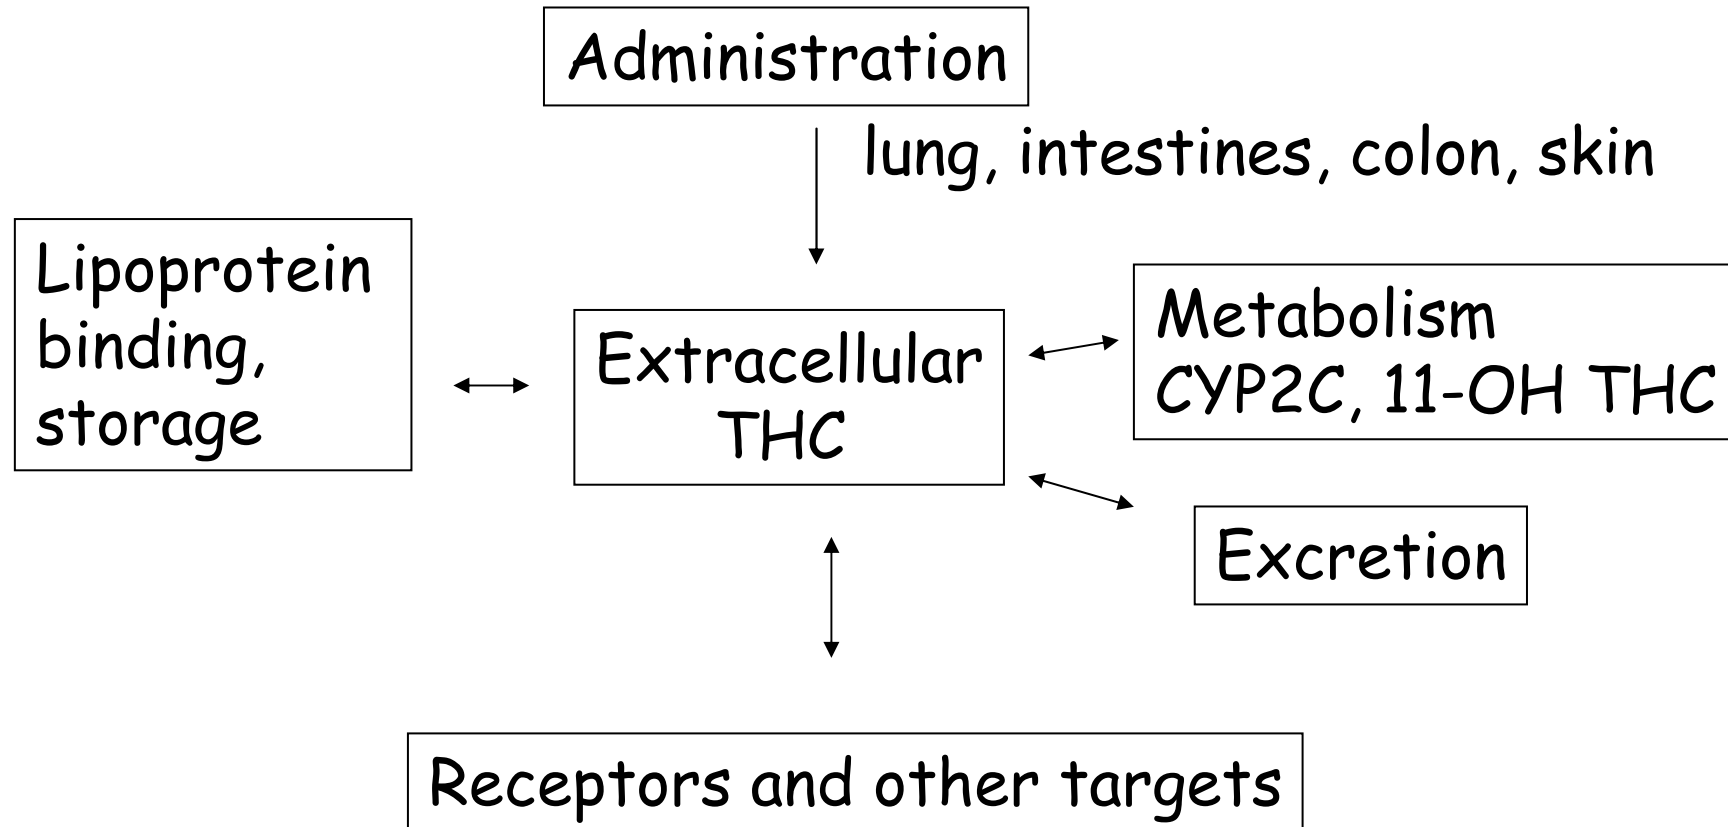 Administration
lung, intestines, colon, skin
Lipoprotein
binding,
storage
Extracellular
THC
Metabolism
CYP2C, 11-OH THC
Excretion
Receptors and other targets